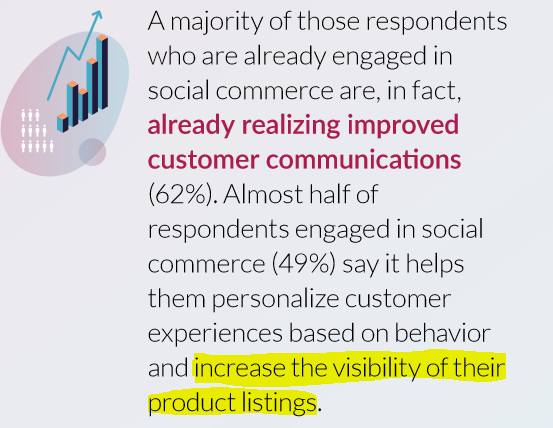 A majority of those respondents
who are already engaged in
social commerce are, in fact,
already realizing improved
customer communications
(62%). Almost half of
respondents engaged in social
commerce (49%) say it helps
them personalize customer
experiences based on behavior
and increase the visibility of their
product listings.